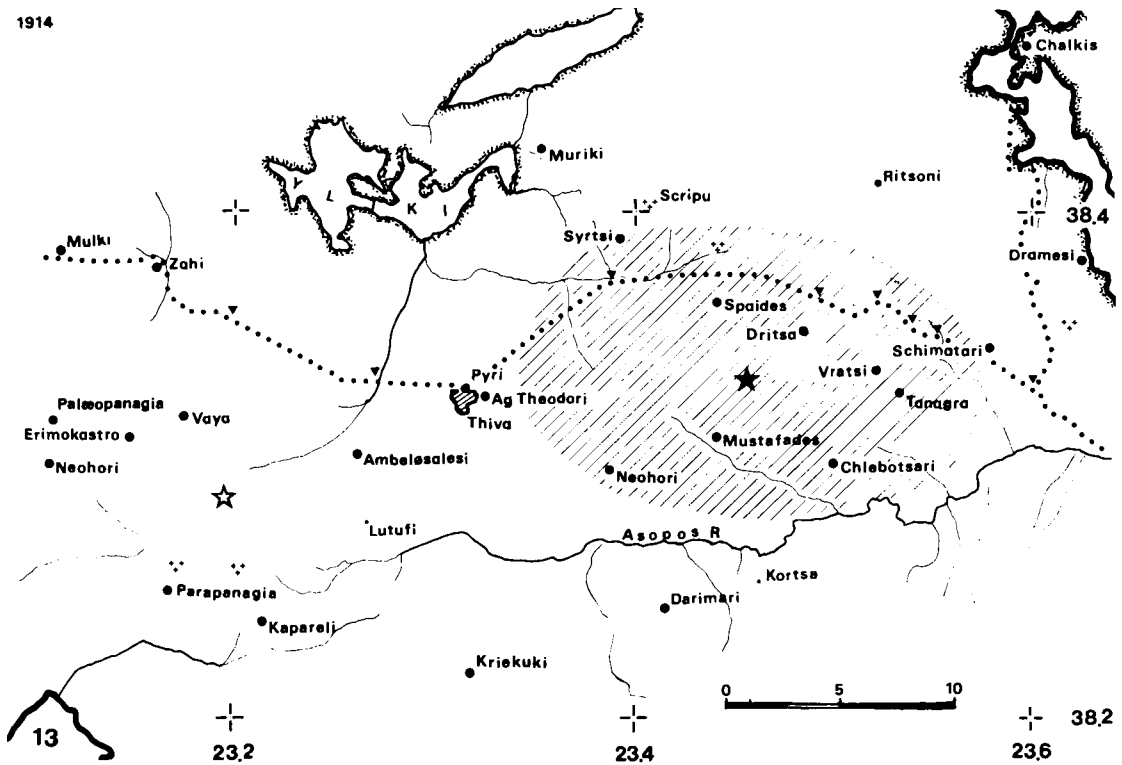 1914
Chalkis
Muriki
Ritsoni
Scripu
YLKI
38.4
Mulki
Syrtsi
Zahi
Dramesi
Spaides
Dritsa
Schimatari
Vratsi
Pyri
Ag Theodori
Tanagra
Palæopanagia
Vaya
Thiva
Erimokastro
Mustafades
Neohori
Ambelosalesi
Chlebotsari
Neohori
Lutufi
Asopos R
Kortsa
Parapanagia
Darimari
Kapareli
Kriekuki
0 5 10
13
38.2
23.2 23.4 23.6